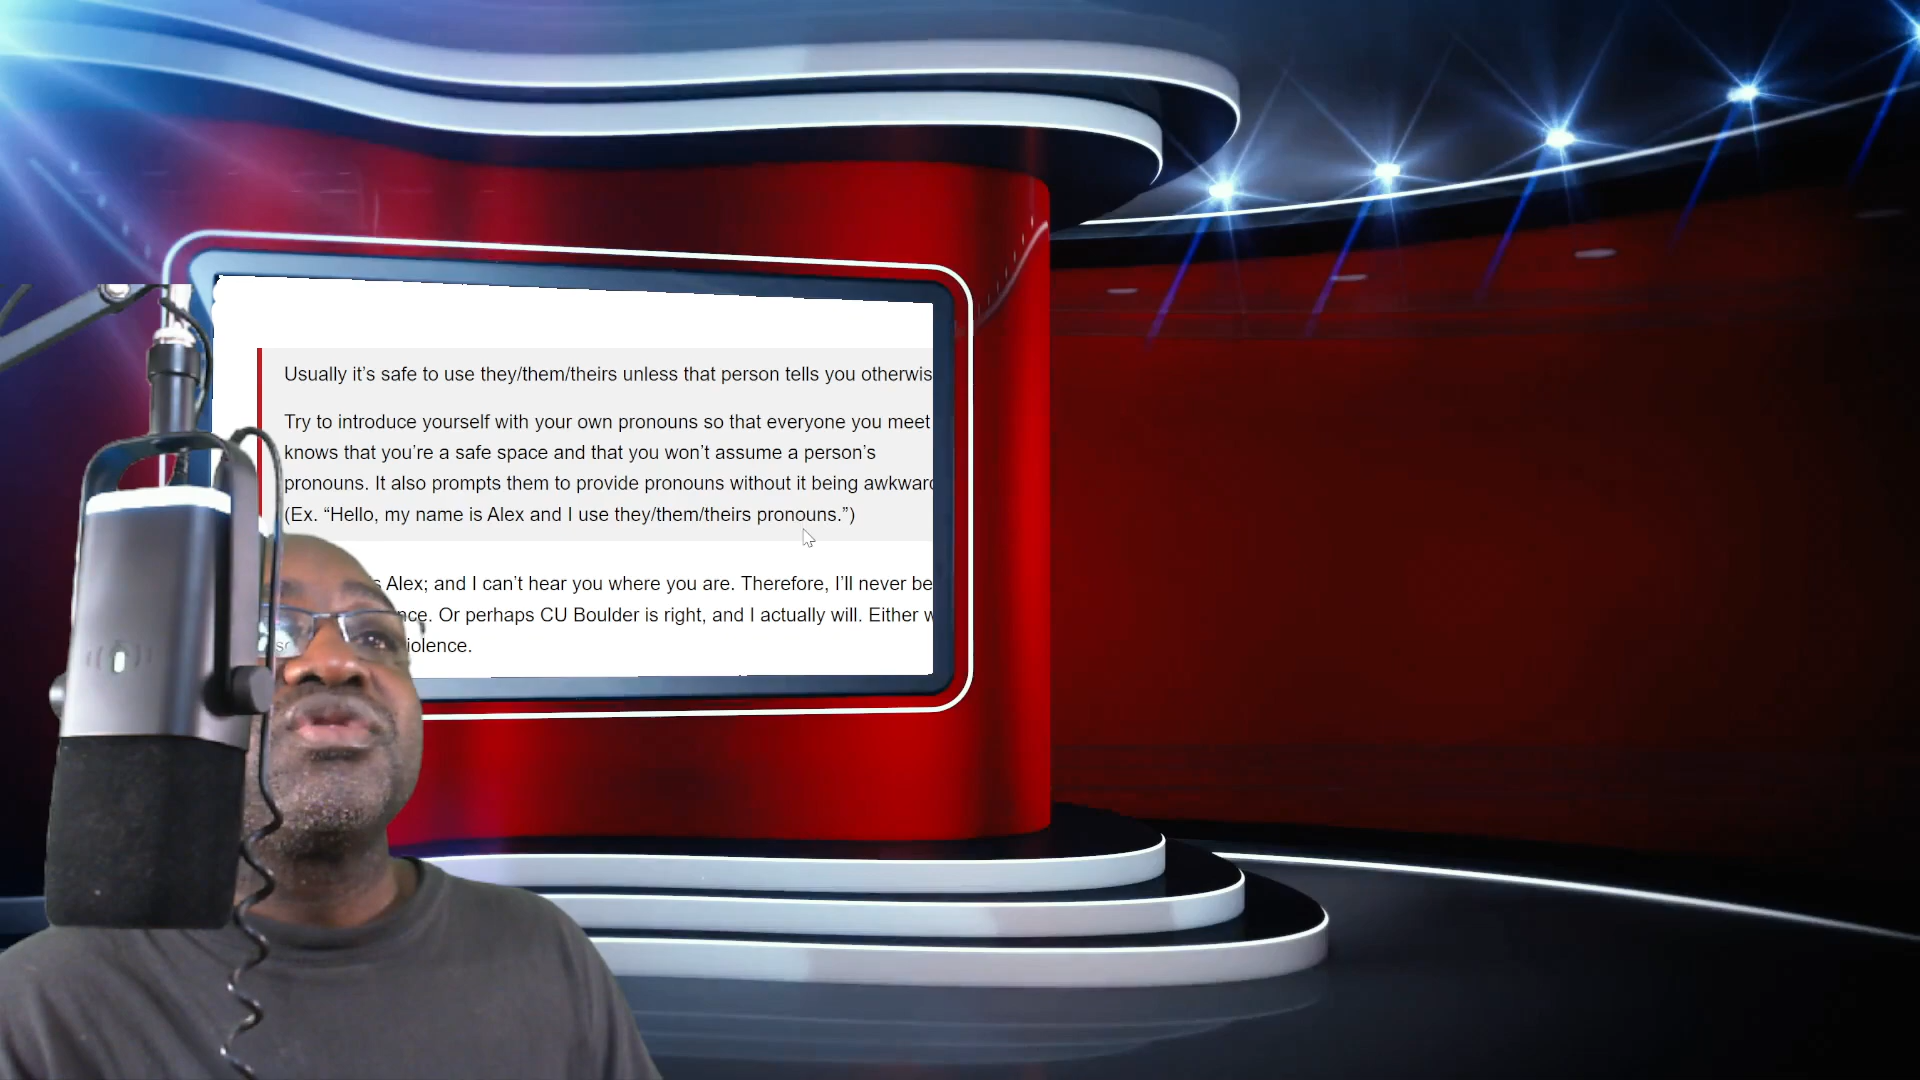 Usually it’s safe to use they/them/theirs unless that person tells you otherwis
Try to introduce yourself with your own pronouns so that everyone you meet
knows that you’re a safe space and that you won’t assume a person’s
pronouns. It also prompts them to provide pronouns without it being awkward
(Ex. “Hello, my name is Alex and I use they/them/theirs pronouns.”)
Alex; and I can’t hear you where you are. Therefore, I’ll never be
Or perhaps CU Boulder is right, and I actually will. Either
iolence.